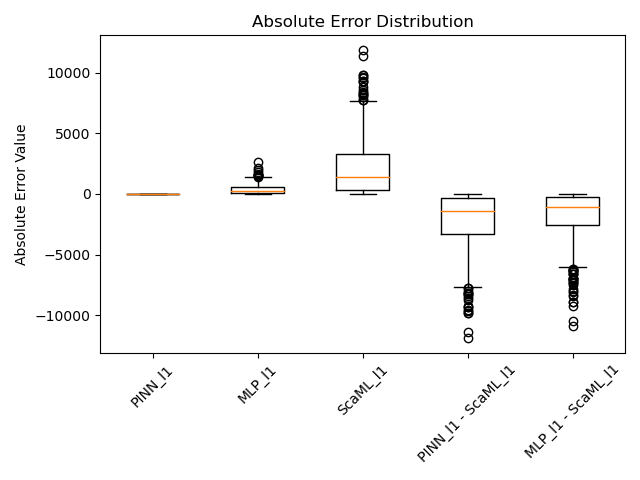 Absolute Error Distribution
Absolute Error Value
10000
5000
0
−5000
−10000
PINN_l1
MLP_l1
ScaML_l1
PINN_l1 - ScaML_l1
MLP_l1 - ScaML_l1